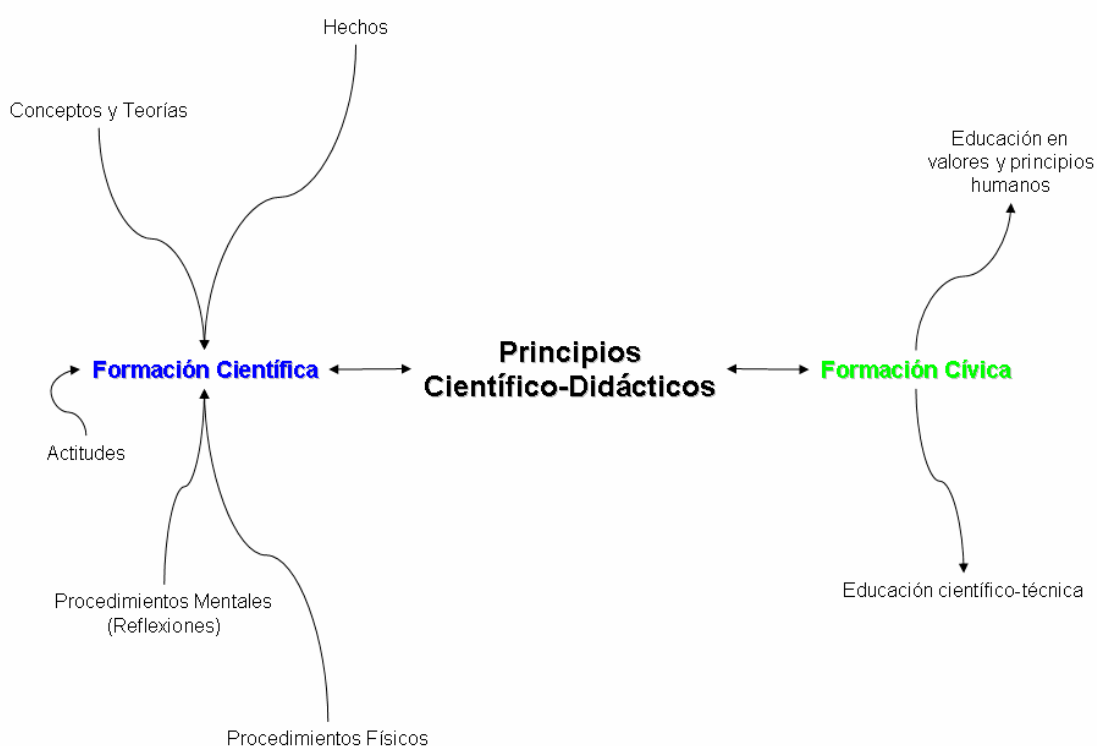 Hechos
Conceptos y Teorías
Educación en
valores y principios
humanos
Principios
Científico-Didácticos
Formación Científica
Formación Cívica
Actitudes
Procedimientos Mentales
(Reflexiones)
Educación científico-técnica
Procedimientos Físicos